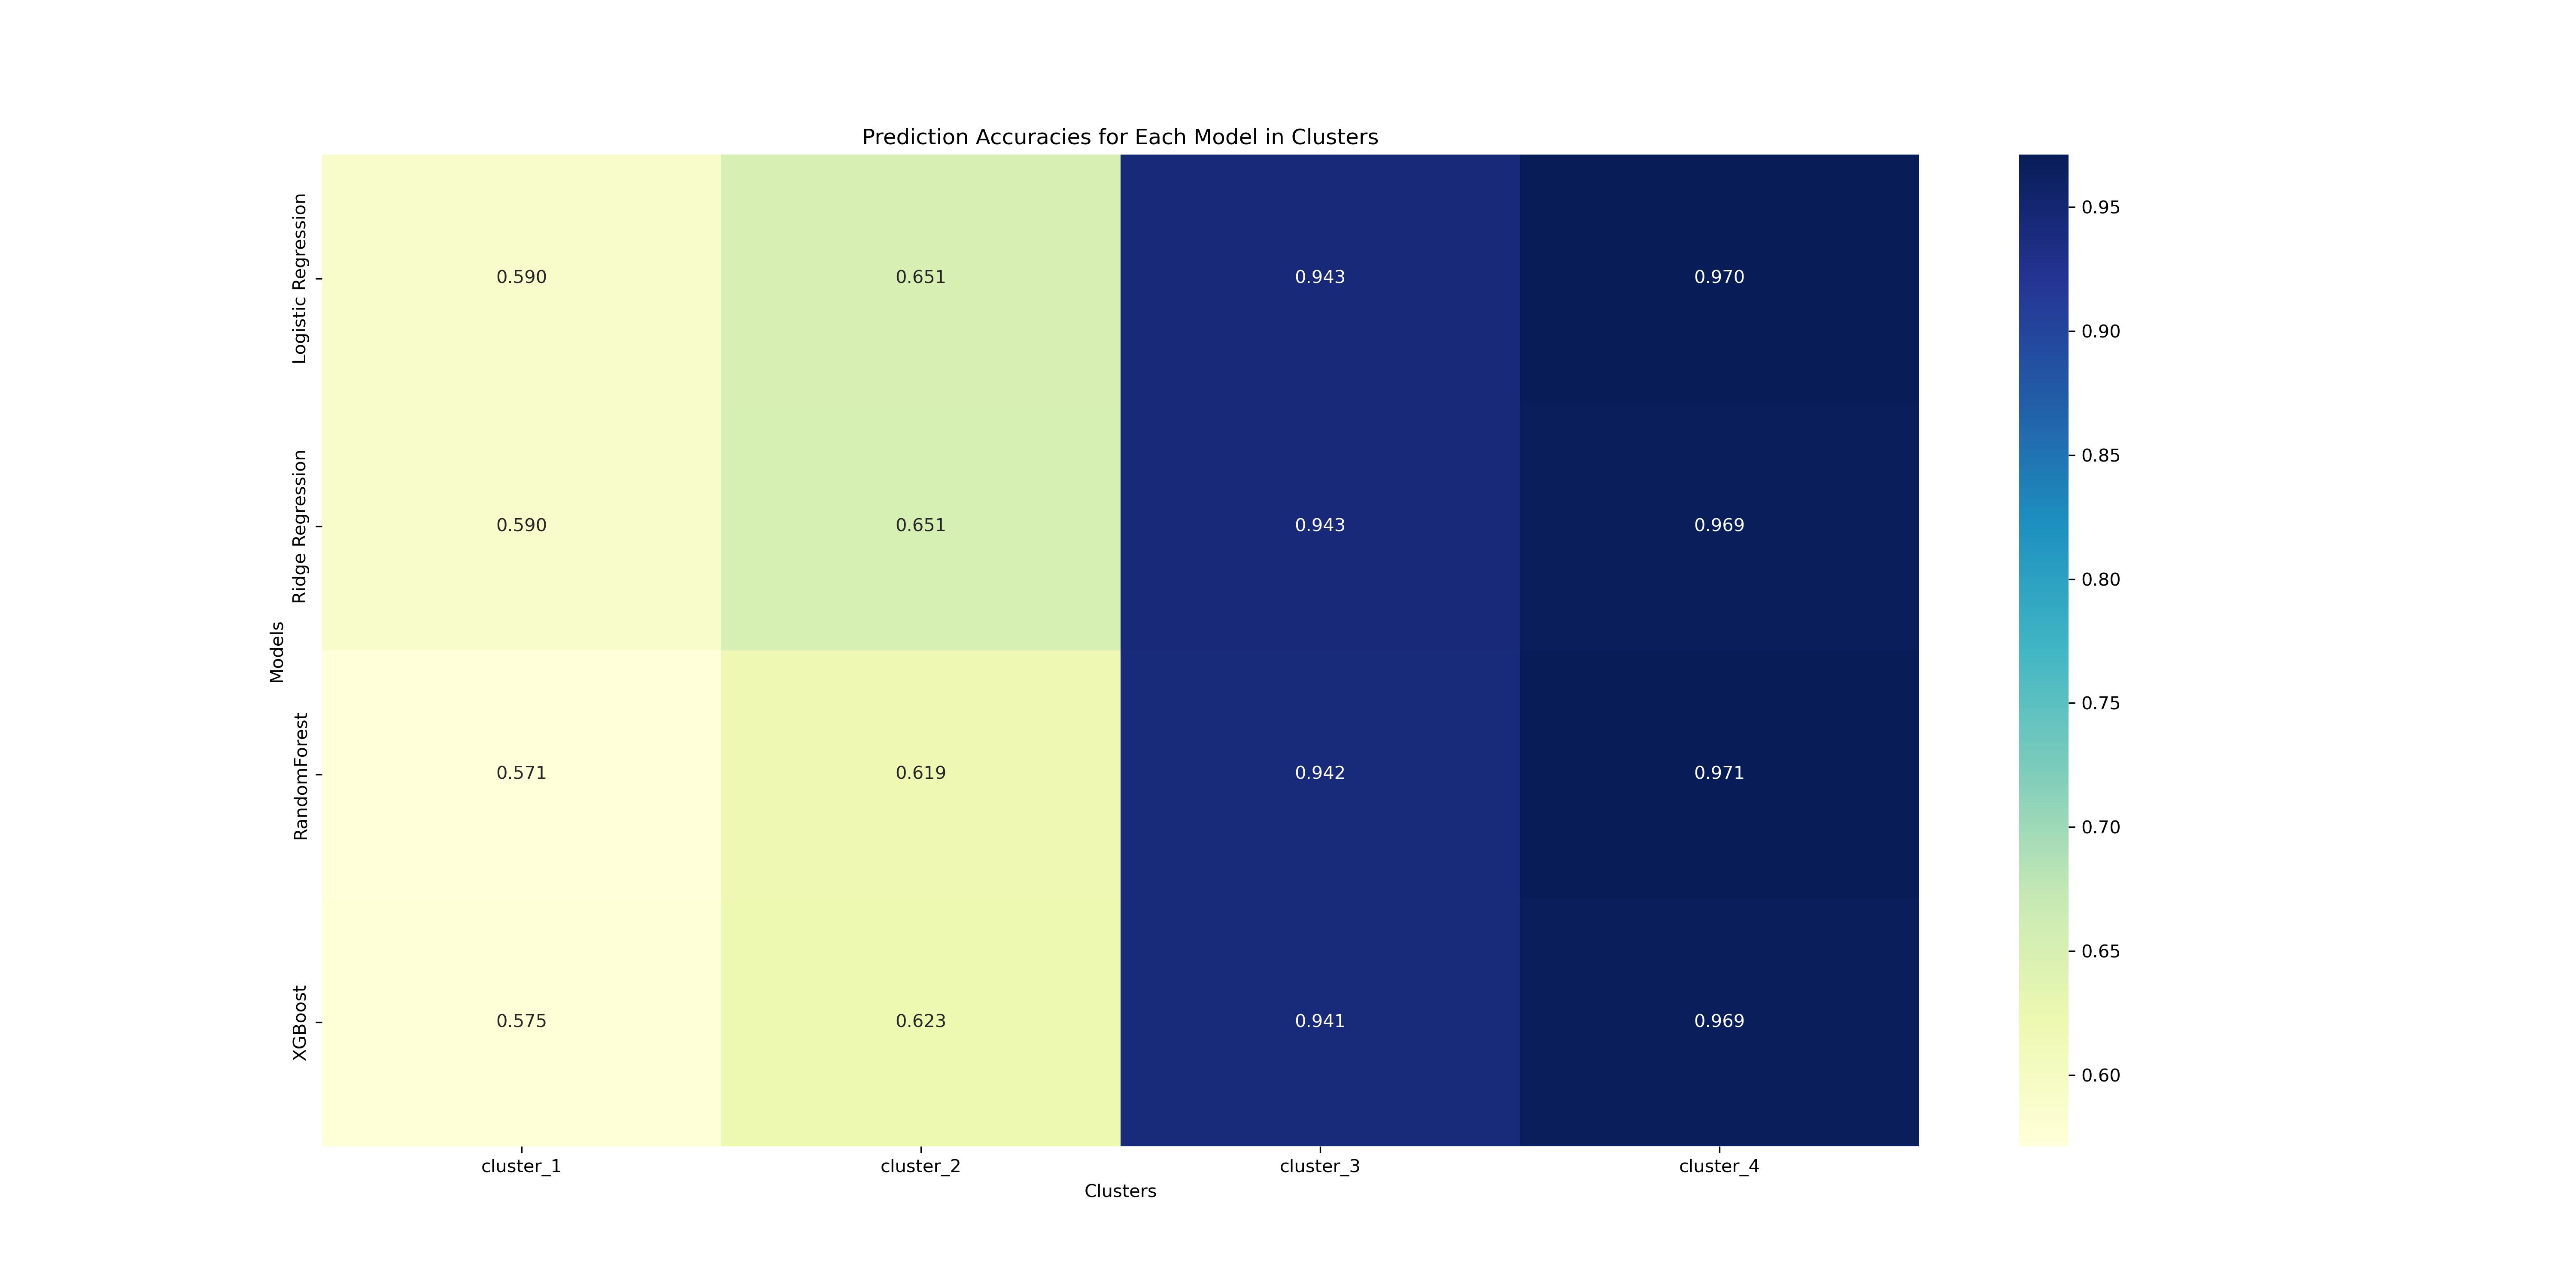 Prediction Accuracies for Each Model in Clusters
Models
Logistic Regression
0.590 0.651 0.943 0.970
Ridge Regression
0.590 0.651 0.943 0.969
RandomForest
0.571 0.619 0.942 0.971
XGBoost
0.575 0.623 0.941 0.969
cluster_1 cluster_2 cluster_3 cluster_4
Clusters
0.95
0.90
0.85
0.80
0.75
0.70
0.65
0.60